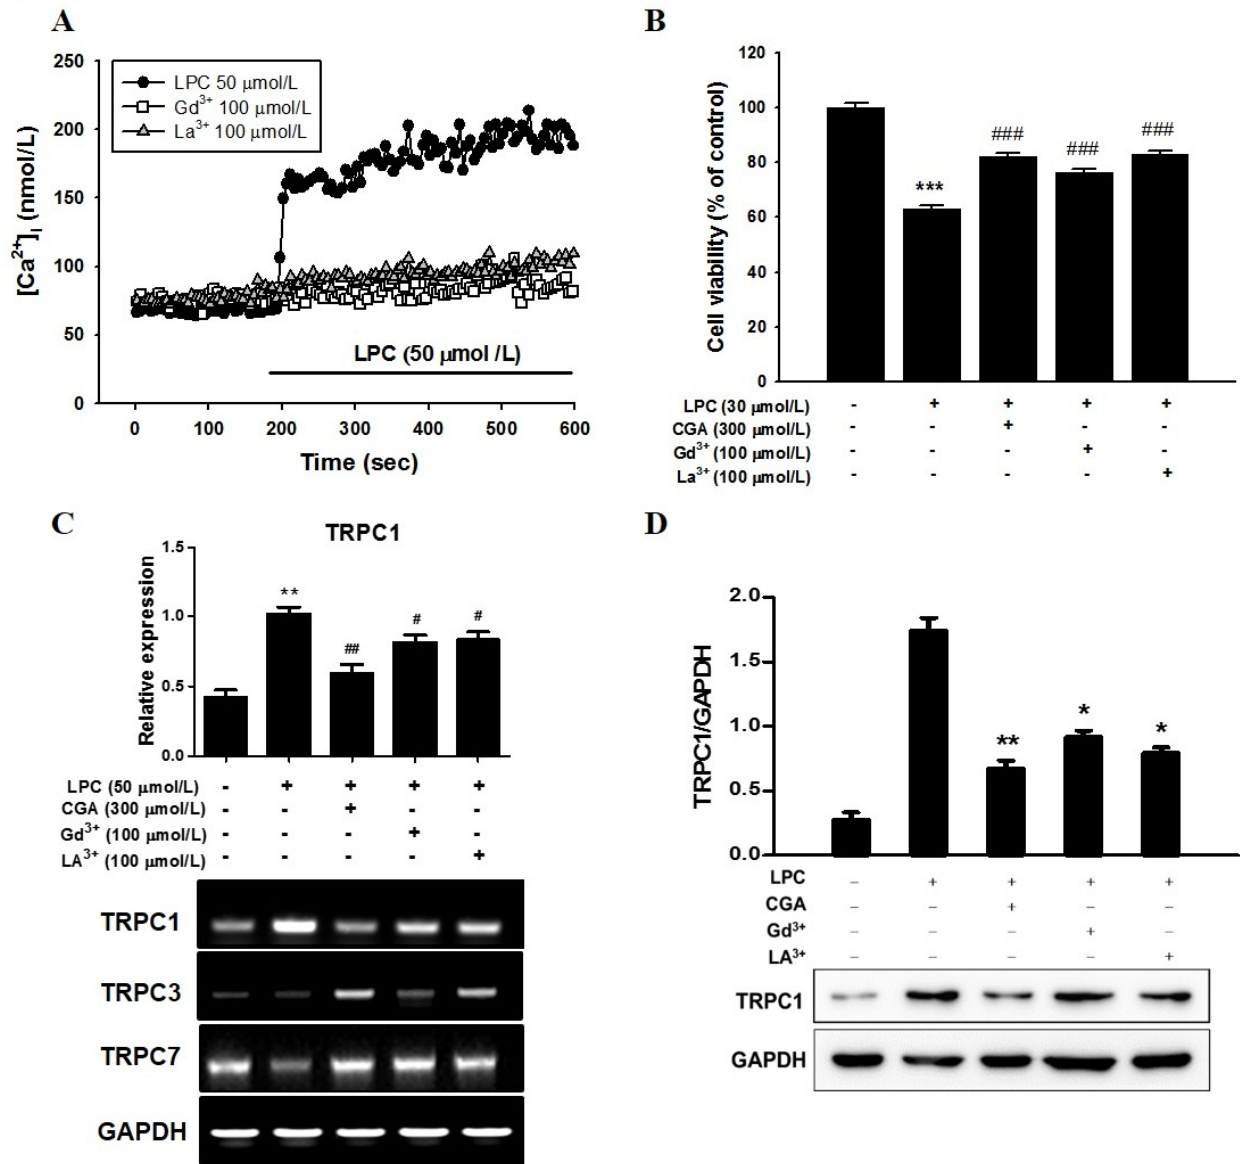 A
250
200
150
100
50
0
[Ca²⁺]ᵢ (nmol/L)
LPC 50 μmol/L
Gd³⁺ 100 μmol/L
La³⁺ 100 μmol/L
LPC (50 μmol /L)
0 100 200 300 400 500 600
Time (sec)
B
120
100
80
60
40
20
0
Cell viability (% of control)
*** ### ### ###
LPC (30 μmol/L) - + + + +
CGA (300 μmol/L) - - + - -
Gd³⁺ (100 μmol/L) - - - + -
La³⁺ (100 μmol/L) - - - - +
C
TRPC1
1.5
1.0
0.5
0.0
Relative expression
** ## # #
LPC (50 μmol/L) - + + + +
CGA (300 μmol/L) - - + - -
Gd³⁺ (100 μmol/L) - - - + -
LA³⁺ (100 μmol/L) - - - - +
TRPC1
TRPC3
TRPC7
GAPDH
D
2.0
1.5
1.0
0.5
0.0
TRPC1/GAPDH
** * *
LPC – + + + +
CGA – – + – –
Gd³⁺ – – – + –
LA³⁺ – – – – +
TRPC1
GAPDH